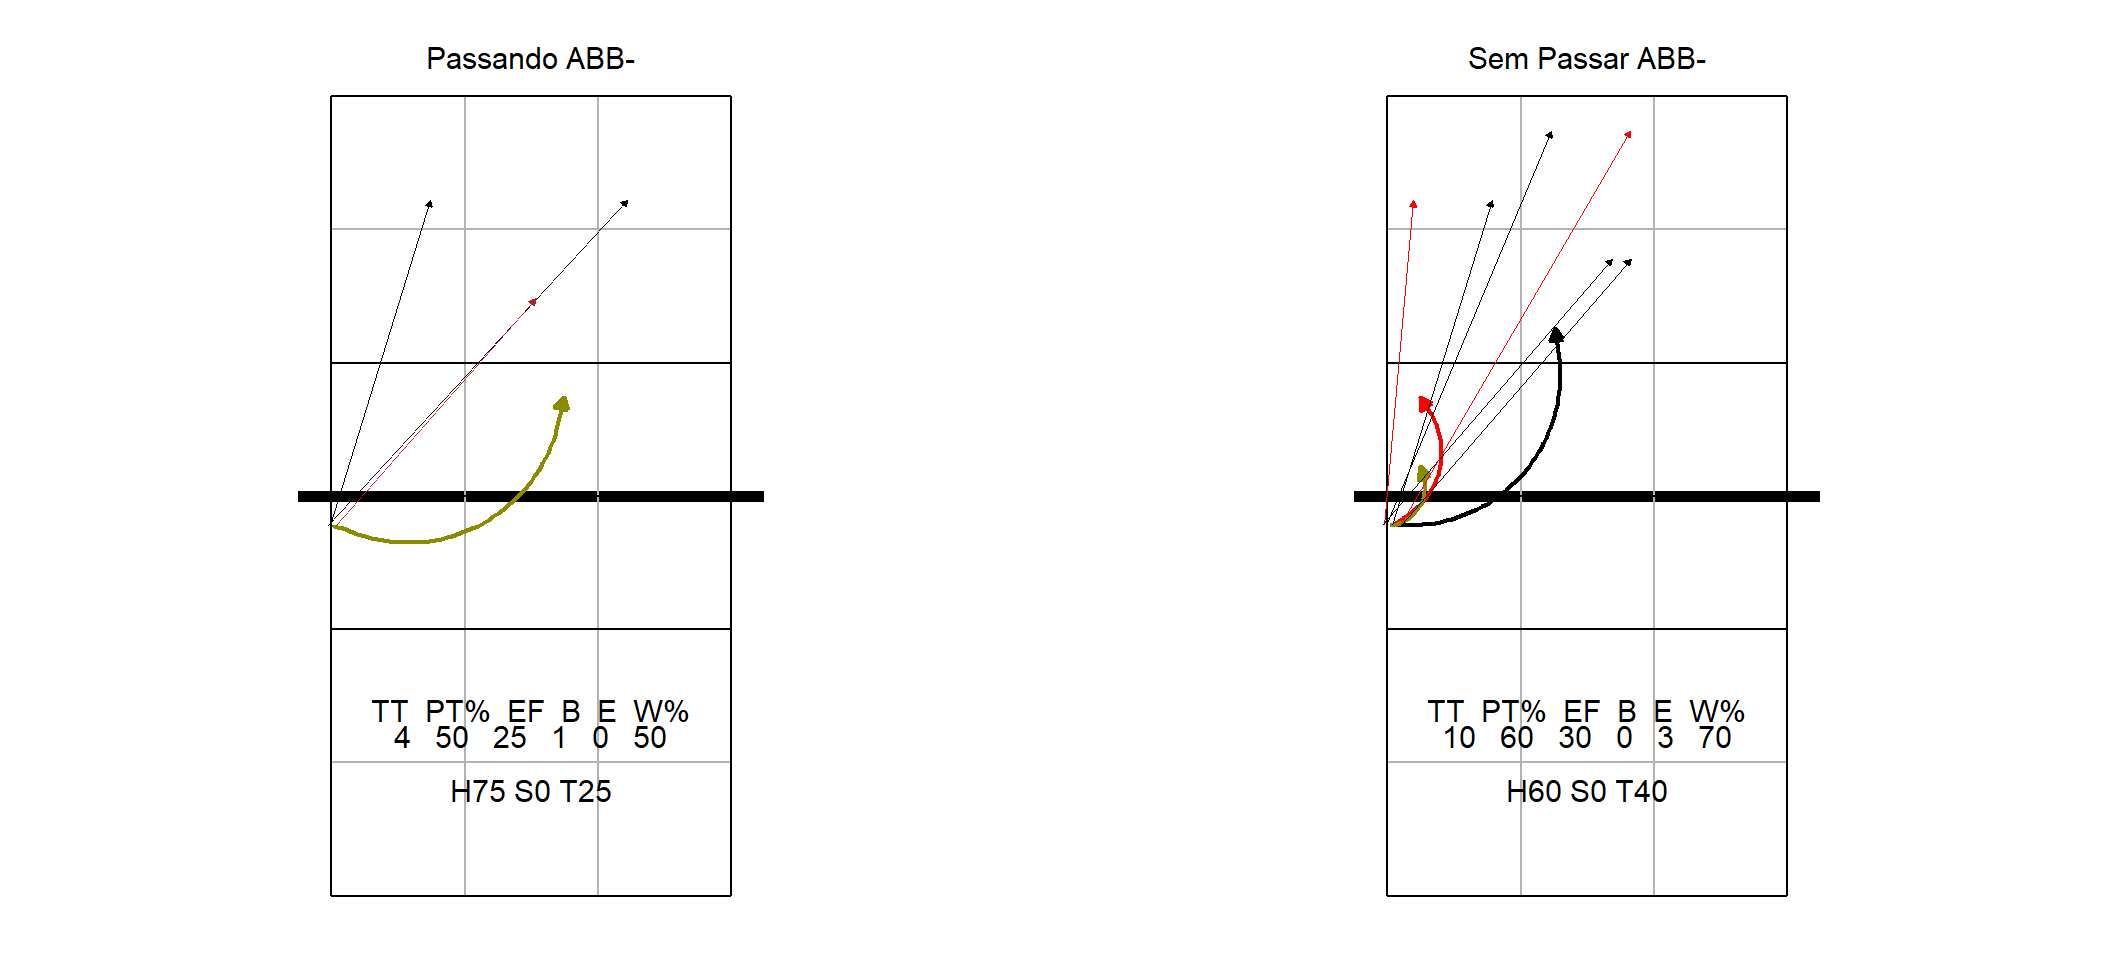 Passando ABB-
TT PT% EF B E W%
4 50 25 1 0 50
H75 S0 T25
Sem Passar ABB-
TT PT% EF B E W%
10 60 30 0 3 70
H60 S0 T40